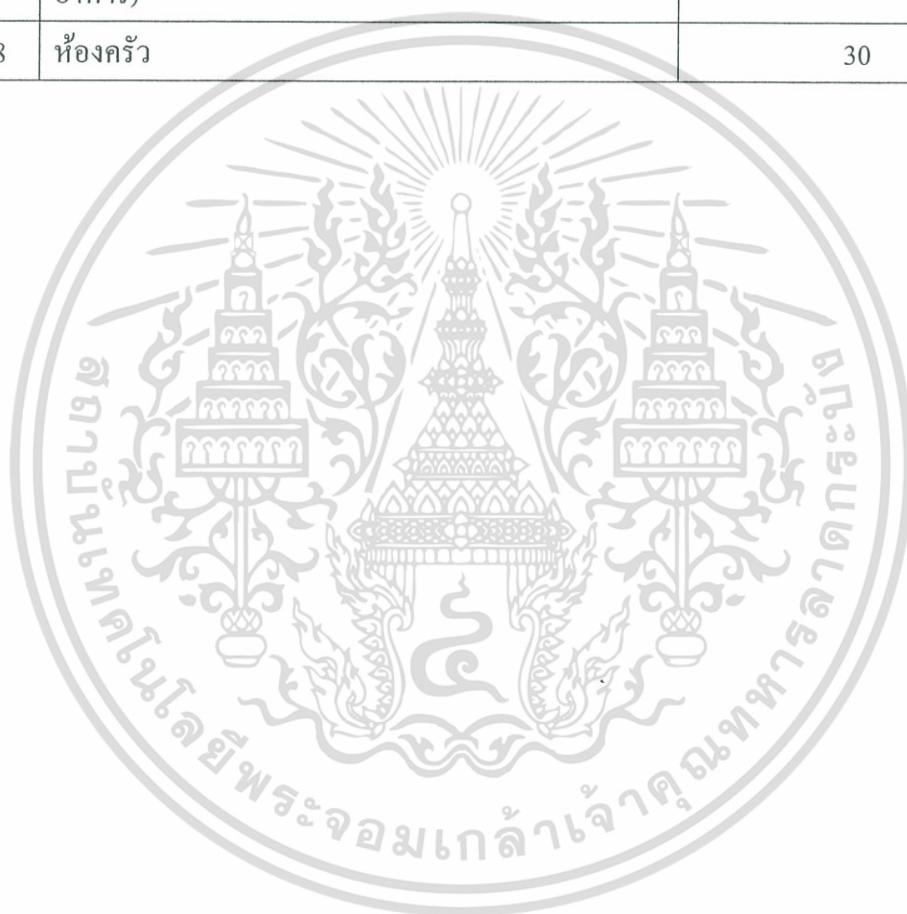 8 ห้องครัว 30
สถาบันเทคโนโลยีพระจอมเกล้าเจ้าคุณทหารลาดกระบัง
๔